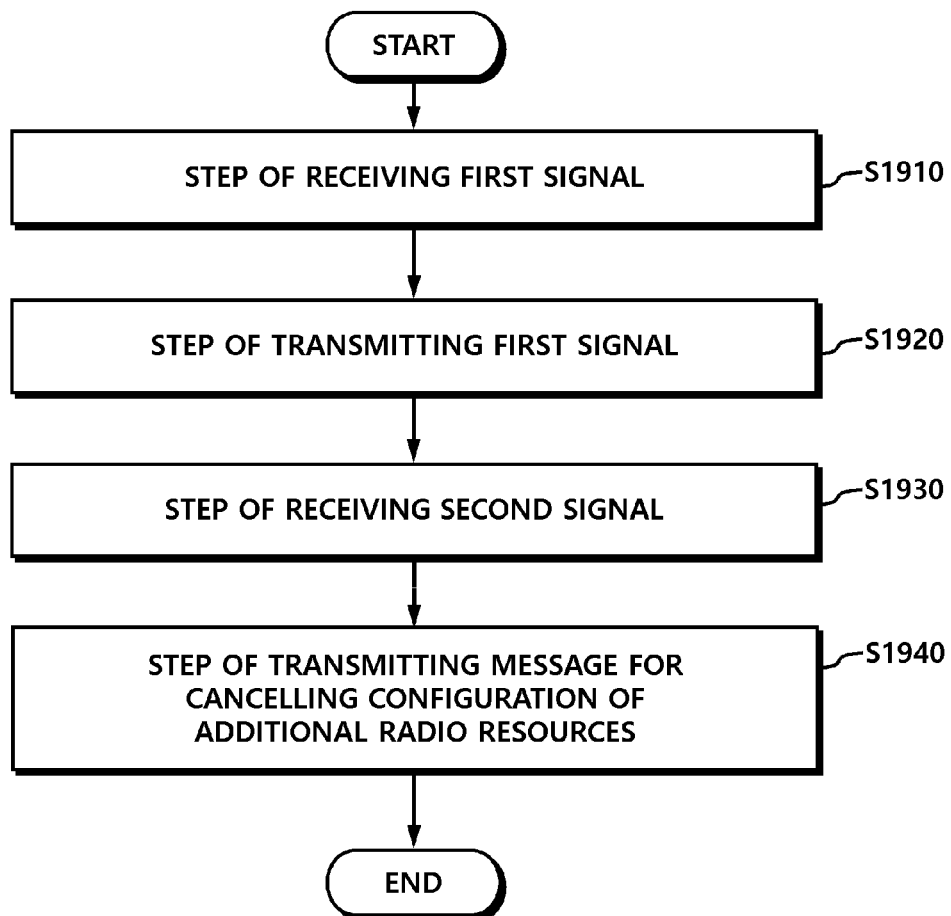 START
STEP OF RECEIVING FIRST SIGNAL
S1910
STEP OF TRANSMITTING FIRST SIGNAL
S1920
STEP OF RECEIVING SECOND SIGNAL
S1930
STEP OF TRANSMITTING MESSAGE FOR
CANCELLING CONFIGURATION OF
ADDITIONAL RADIO RESOURCES
S1940
END